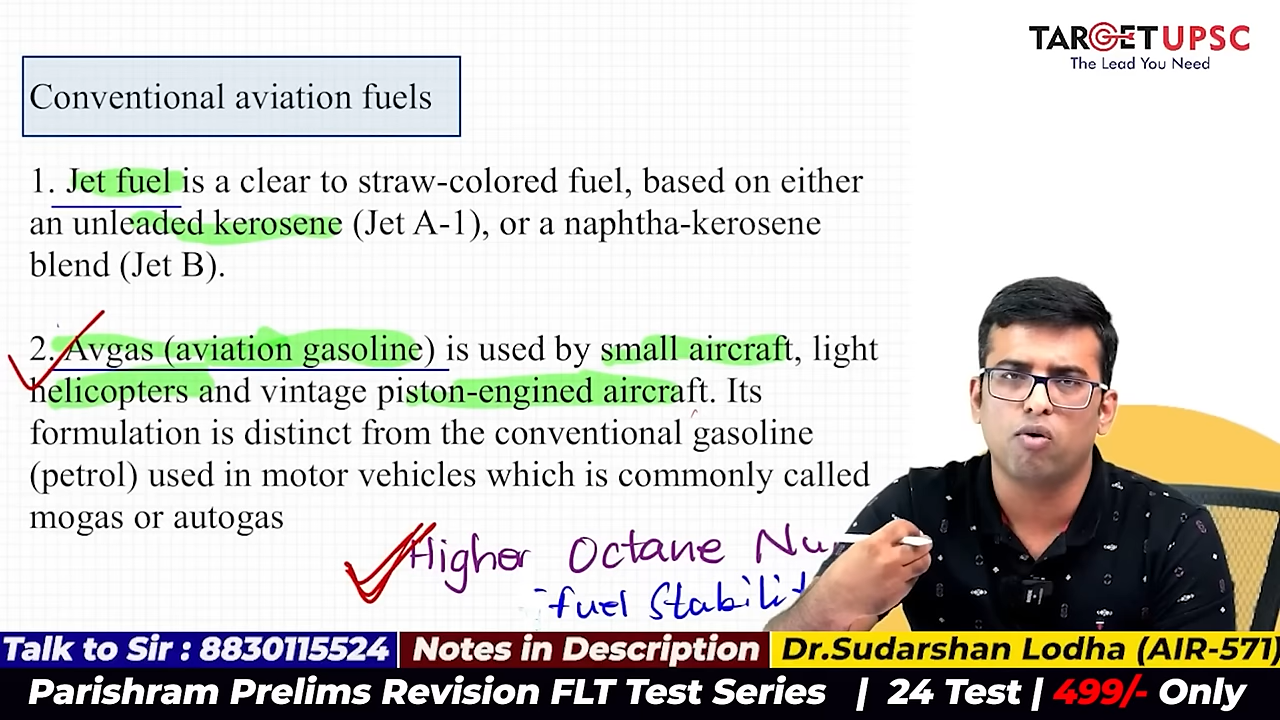 TARGETUPSC
The Lead You Need
Conventional aviation fuels
1. Jet fuel is a clear to straw-colored fuel, based on either
an unleaded kerosene (Jet A-1), or a naphtha-kerosene
blend (Jet B).
2. Avgas (aviation gasoline) is used by small aircraft, light
helicopters and vintage piston-engined aircraft. Its
formulation is distinct from the conventional gasoline
(petrol) used in motor vehicles which is commonly called
mogas or autogas
Higher Octane Nu
fuel Stabilit
Talk to Sir : 8830115524 Notes in Description Dr.Sudarshan Lodha (AIR-571)
Parishram Prelims Revision FLT Test Series | 24 Test | 499/- Only